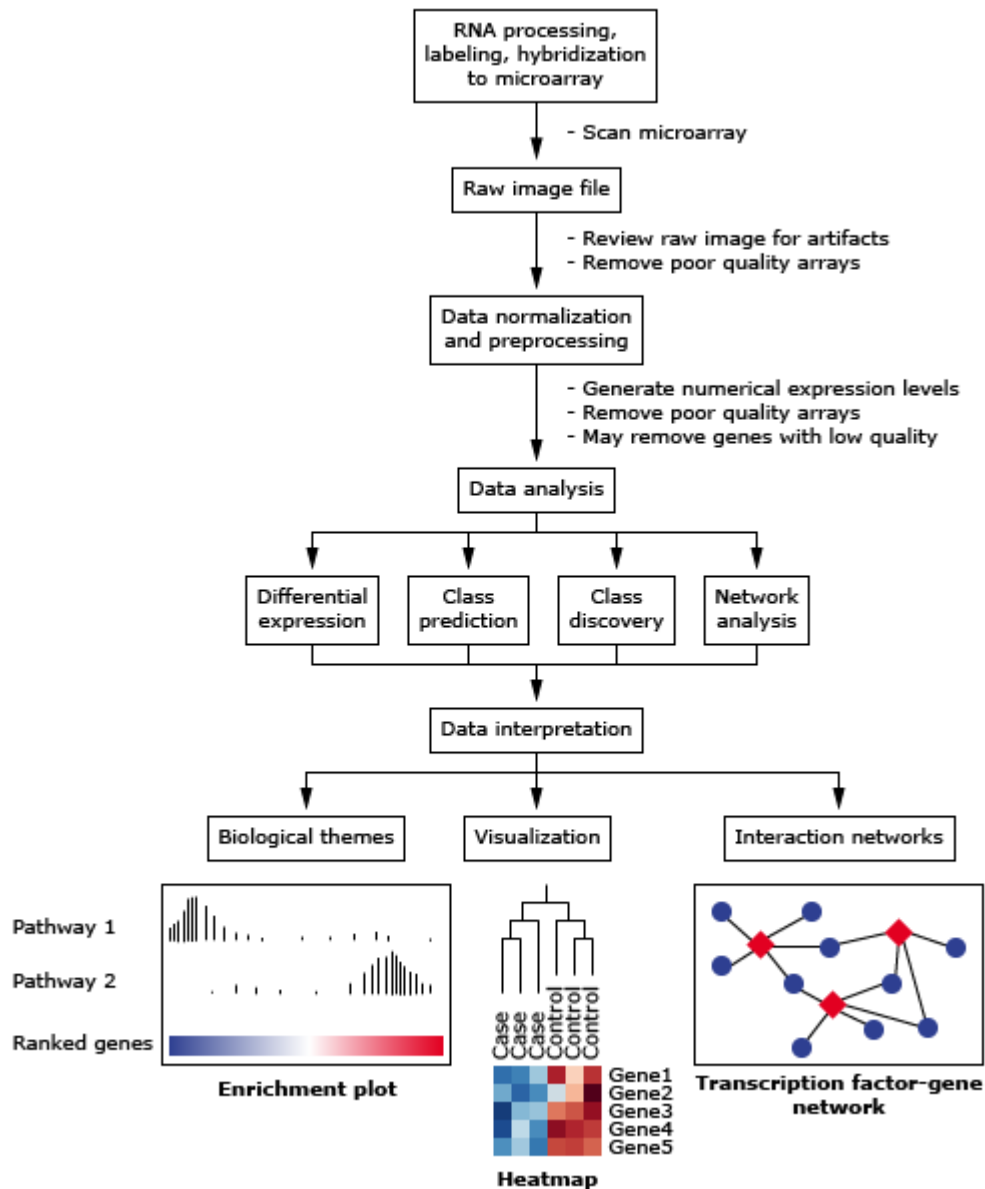 RNA processing,
labeling, hybridization
to microarray
- Scan microarray
Raw image file
- Review raw image for artifacts
- Remove poor quality arrays
Data normalization
and preprocessing
- Generate numerical expression levels
- Remove poor quality arrays
- May remove genes with low quality
Data analysis
Differential
expression
Class
prediction
Class
discovery
Network
analysis
Data interpretation
Biological themes
Visualization
Interaction networks
Pathway 1
Pathway 2
Ranked genes
Enrichment plot
Case
Case
Case
Control
Control
Control
Gene1
Gene2
Gene3
Gene4
Gene5
Heatmap
Transcription factor-gene
network